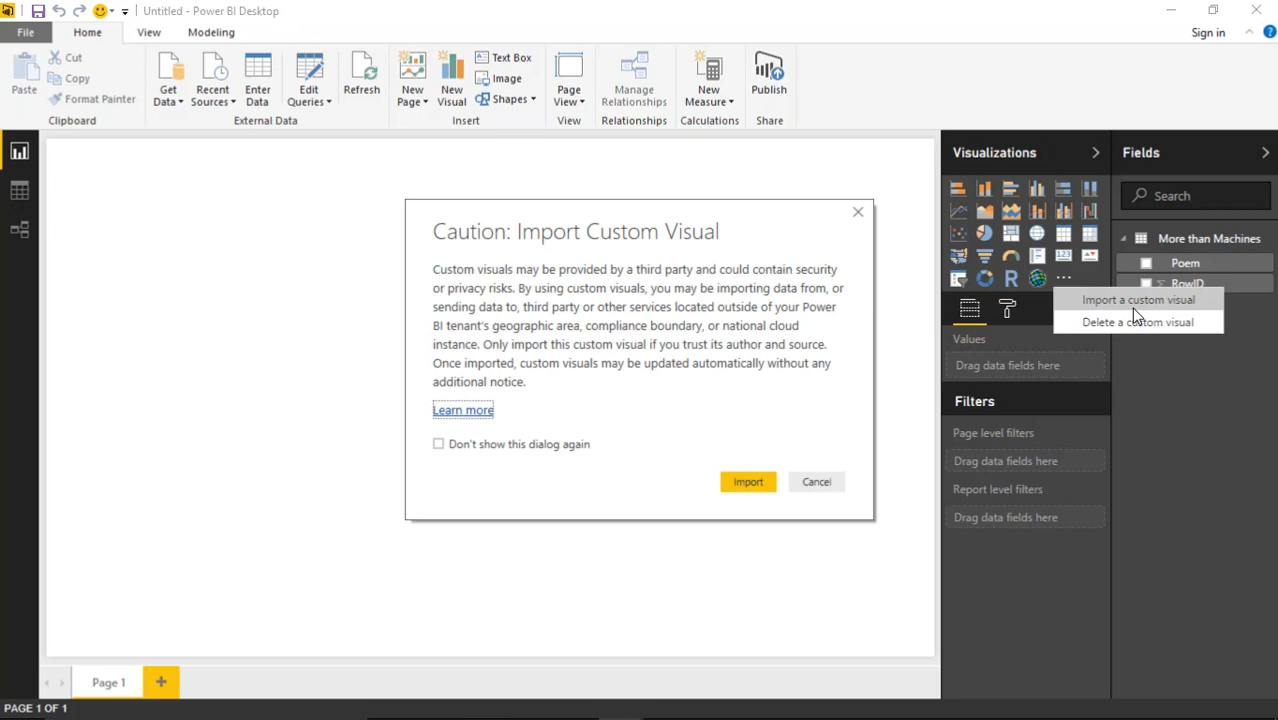 Untitled - Power BI Desktop
File Home View Modeling Sign in
Paste
Cut
Copy
Format Painter
Clipboard
Get Data
Recent Sources
Enter Data
Edit Queries
Refresh
External Data
New Page
New Visual
Text Box
Image
Shapes
Insert
Page View
View
Manage Relationships
Relationships
New Measure
Calculations
Publish
Share
Caution: Import Custom Visual
Custom visuals may be provided by a third party and could contain security
or privacy risks. By using custom visuals, you may be importing data from, or
sending data to, third party or other services located outside of your Power
BI tenant's geographic area, compliance boundary, or national cloud
instance. Only import this custom visual if you trust its author and source.
Once imported, custom visuals may be updated automatically without any
additional notice.
Learn more
Don't show this dialog again
Import Cancel
Visualizations
Import a custom visual
Delete a custom visual
Values
Drag data fields here
Filters
Page level filters
Drag data fields here
Report level filters
Drag data fields here
Fields
Search
More than Machines
Poem
RowID
Page 1
PAGE 1 OF 1